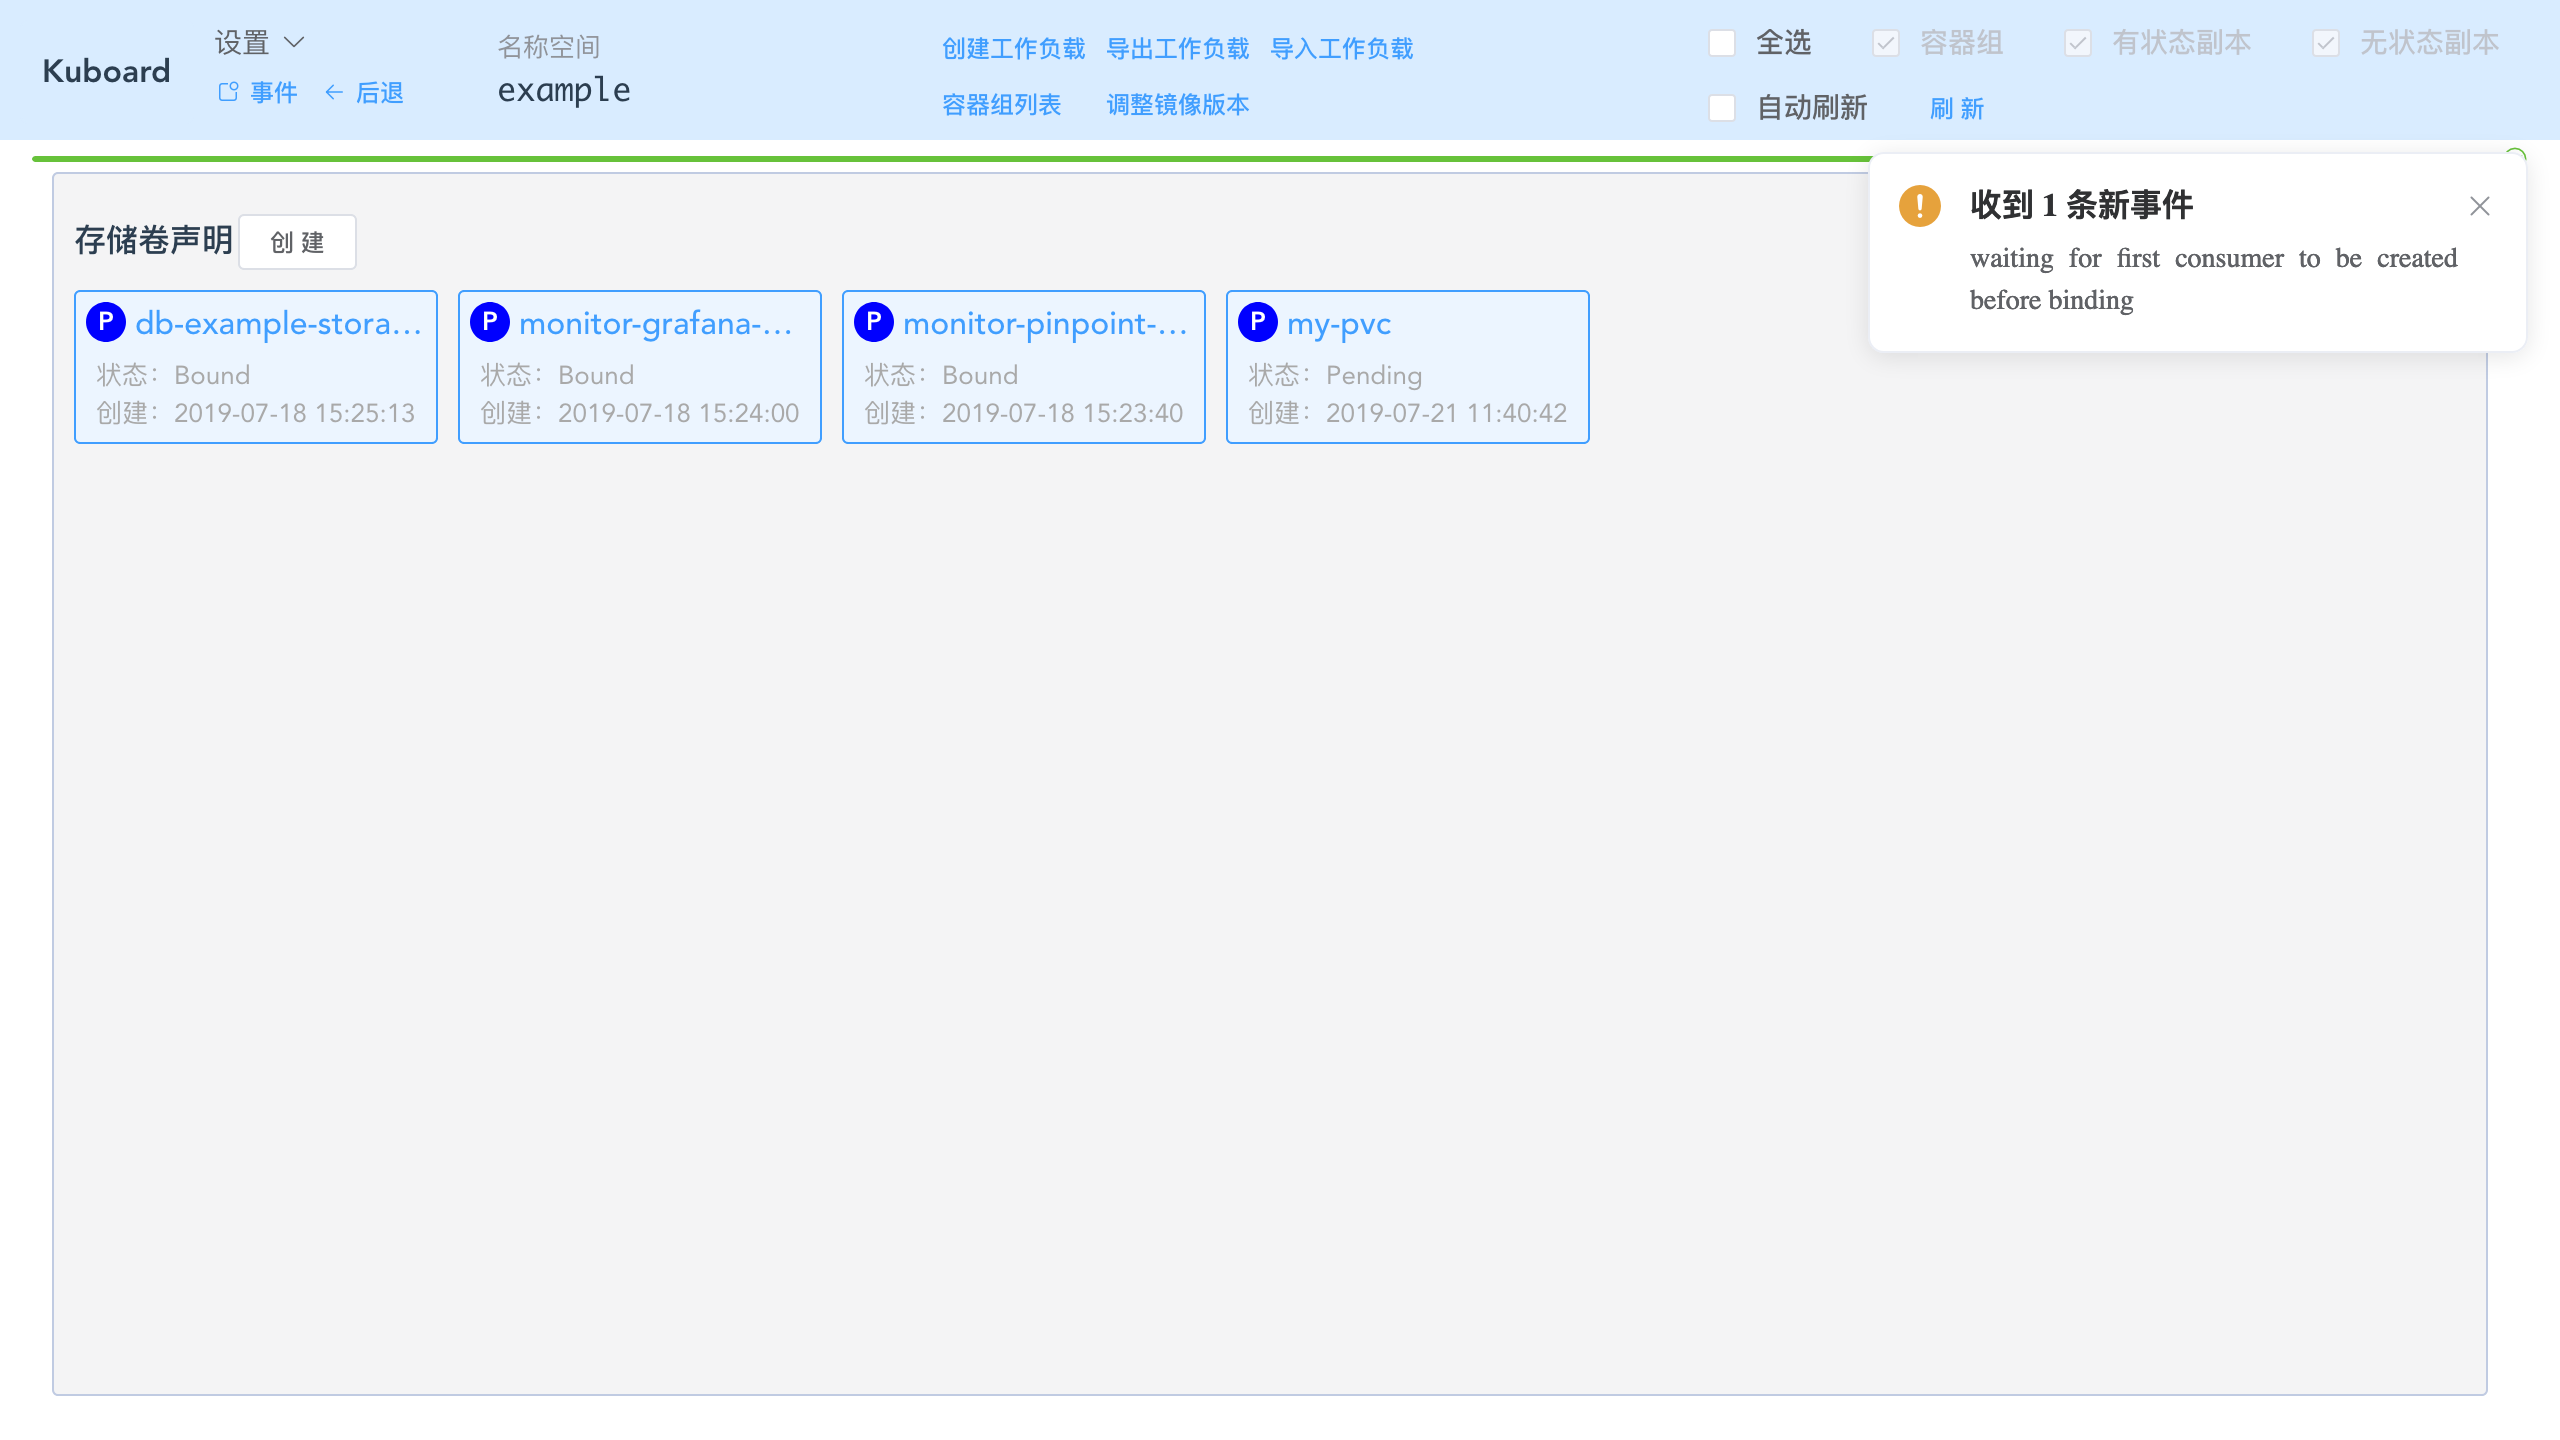 Kuboard
设置
事件 后退
名称空间
example
创建工作负载 导出工作负载 导入工作负载
容器组列表 调整镜像版本
全选 容器组 有状态副本 无状态副本
自动刷新 刷 新
收到 1 条新事件
waiting for first consumer to be created
before binding
存储卷声明 创 建
P db-example-stora...
状态：Bound
创建：2019-07-18 15:25:13
P monitor-grafana-...
状态：Bound
创建：2019-07-18 15:24:00
P monitor-pinpoint-...
状态：Bound
创建：2019-07-18 15:23:40
P my-pvc
状态：Pending
创建：2019-07-21 11:40:42